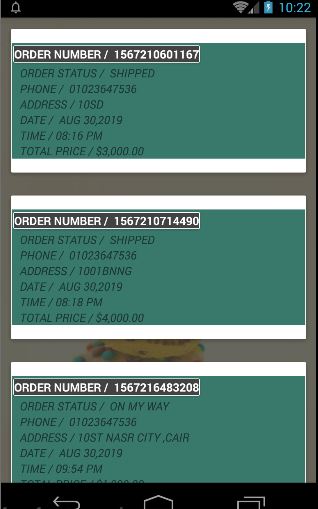 10:22
ORDER NUMBER / 1567210601167
ORDER STATUS / SHIPPED
PHONE / 01023647536
ADDRESS / 10SD
DATE / AUG 30,2019
TIME / 08:16 PM
TOTAL PRICE / $3,000.00
ORDER NUMBER / 1567210714490
ORDER STATUS / SHIPPED
PHONE / 01023647536
ADDRESS / 1001BNNG
DATE / AUG 30,2019
TIME / 08:18 PM
TOTAL PRICE / $4,000.00
ORDER NUMBER / 1567216483208
ORDER STATUS / ON MY WAY
PHONE / 01023647536
ADDRESS / 10ST NASR CITY ,CAIR
DATE / AUG 30,2019
TIME / 09:54 PM
TOTAL PRICE /